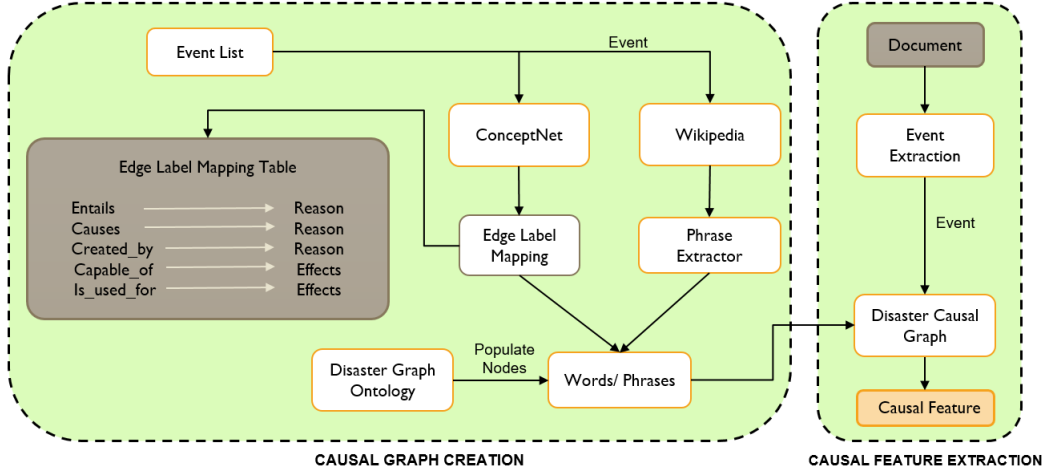 Event List
Event
ConceptNet
Wikipedia
Edge Label Mapping Table
Entails Reason
Causes Reason
Created_by Reason
Capable_of Effects
Is_used_for Effects
Edge Label
Mapping
Phrase
Extractor
Disaster Graph
Ontology
Populate
Nodes
Words/ Phrases
CAUSAL GRAPH CREATION
Document
Event
Extraction
Event
Disaster Causal
Graph
Causal Feature
CAUSAL FEATURE EXTRACTION